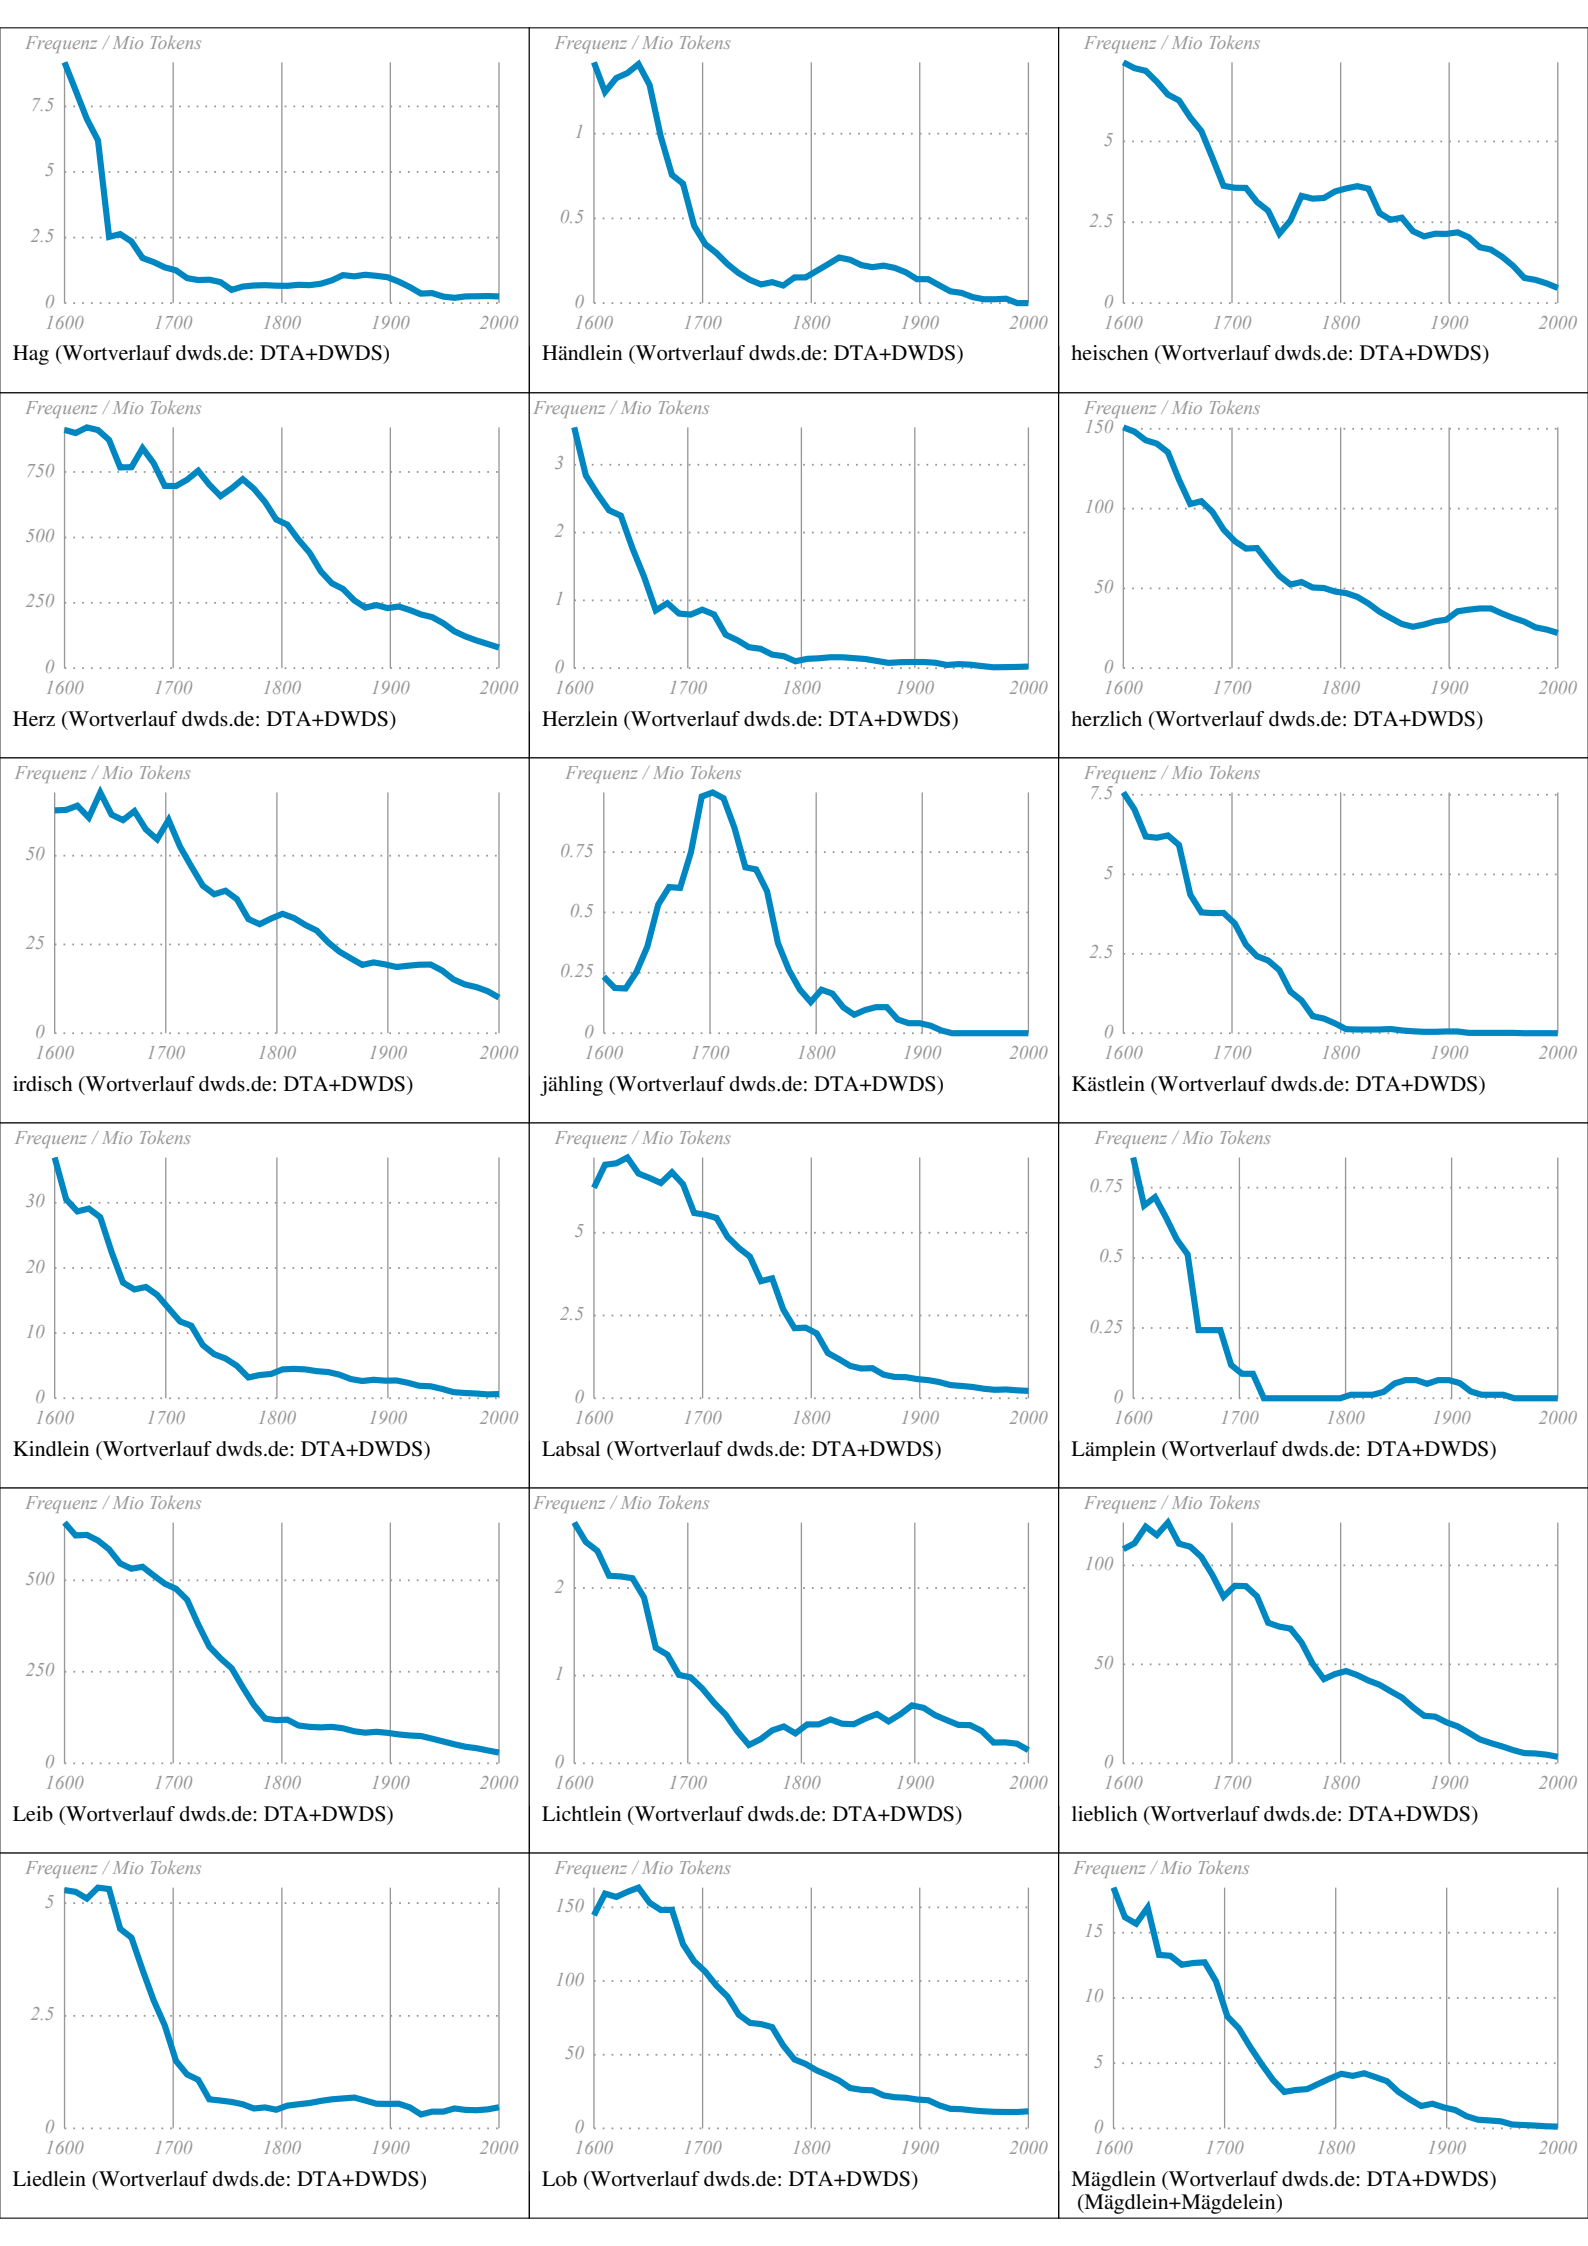 Frequenz / Mio Tokens
7.5
5
2.5
0
1600 1700 1800 1900 2000
Hag (Wortverlauf dwds.de: DTA+DWDS)
Frequenz / Mio Tokens
1
0.5
0
1600 1700 1800 1900 2000
Händlein (Wortverlauf dwds.de: DTA+DWDS)
Frequenz / Mio Tokens
5
2.5
0
1600 1700 1800 1900 2000
heischen (Wortverlauf dwds.de: DTA+DWDS)
Frequenz / Mio Tokens
750
500
250
0
1600 1700 1800 1900 2000
Herz (Wortverlauf dwds.de: DTA+DWDS)
Frequenz / Mio Tokens
3
2
1
0
1600 1700 1800 1900 2000
Herzlein (Wortverlauf dwds.de: DTA+DWDS)
Frequenz / Mio Tokens
150
100
50
0
1600 1700 1800 1900 2000
herzlich (Wortverlauf dwds.de: DTA+DWDS)
Frequenz / Mio Tokens
50
25
0
1600 1700 1800 1900 2000
irdisch (Wortverlauf dwds.de: DTA+DWDS)
Frequenz / Mio Tokens
0.75
0.5
0.25
0
1600 1700 1800 1900 2000
jähling (Wortverlauf dwds.de: DTA+DWDS)
Frequenz / Mio Tokens
7.5
5
2.5
0
1600 1700 1800 1900 2000
Kästlein (Wortverlauf dwds.de: DTA+DWDS)
Frequenz / Mio Tokens
30
20
10
0
1600 1700 1800 1900 2000
Kindlein (Wortverlauf dwds.de: DTA+DWDS)
Frequenz / Mio Tokens
5
2.5
0
1600 1700 1800 1900 2000
Labsal (Wortverlauf dwds.de: DTA+DWDS)
Frequenz / Mio Tokens
0.75
0.5
0.25
0
1600 1700 1800 1900 2000
Lämplein (Wortverlauf dwds.de: DTA+DWDS)
Frequenz / Mio Tokens
500
250
0
1600 1700 1800 1900 2000
Leib (Wortverlauf dwds.de: DTA+DWDS)
Frequenz / Mio Tokens
2
1
0
1600 1700 1800 1900 2000
Lichtlein (Wortverlauf dwds.de: DTA+DWDS)
Frequenz / Mio Tokens
100
50
0
1600 1700 1800 1900 2000
lieblich (Wortverlauf dwds.de: DTA+DWDS)
Frequenz / Mio Tokens
5
2.5
0
1600 1700 1800 1900 2000
Liedlein (Wortverlauf dwds.de: DTA+DWDS)
Frequenz / Mio Tokens
150
100
50
0
1600 1700 1800 1900 2000
Lob (Wortverlauf dwds.de: DTA+DWDS)
Frequenz / Mio Tokens
15
10
5
0
1600 1700 1800 1900 2000
Mägdlein (Wortverlauf dwds.de: DTA+DWDS)
(Mägdlein+Mägdelein)